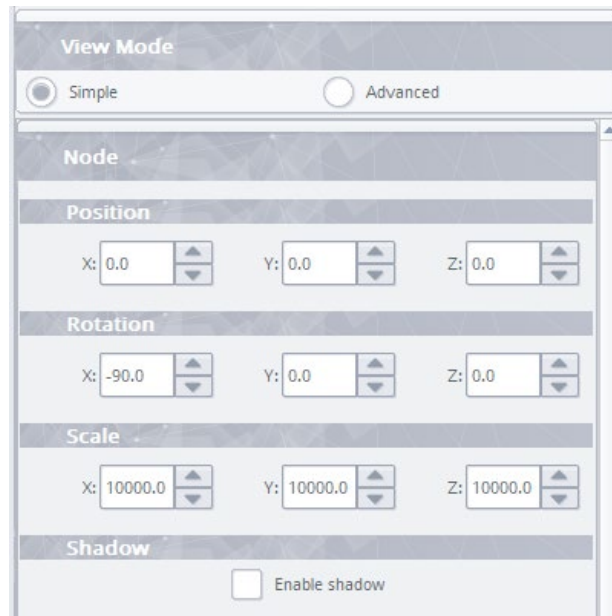 View Mode
Simple Advanced
Node
Position
X: 0.0 Y: 0.0 Z: 0.0
Rotation
X: -90.0 Y: 0.0 Z: 0.0
Scale
X: 10000.0 Y: 10000.0 Z: 10000.0
Shadow
Enable shadow